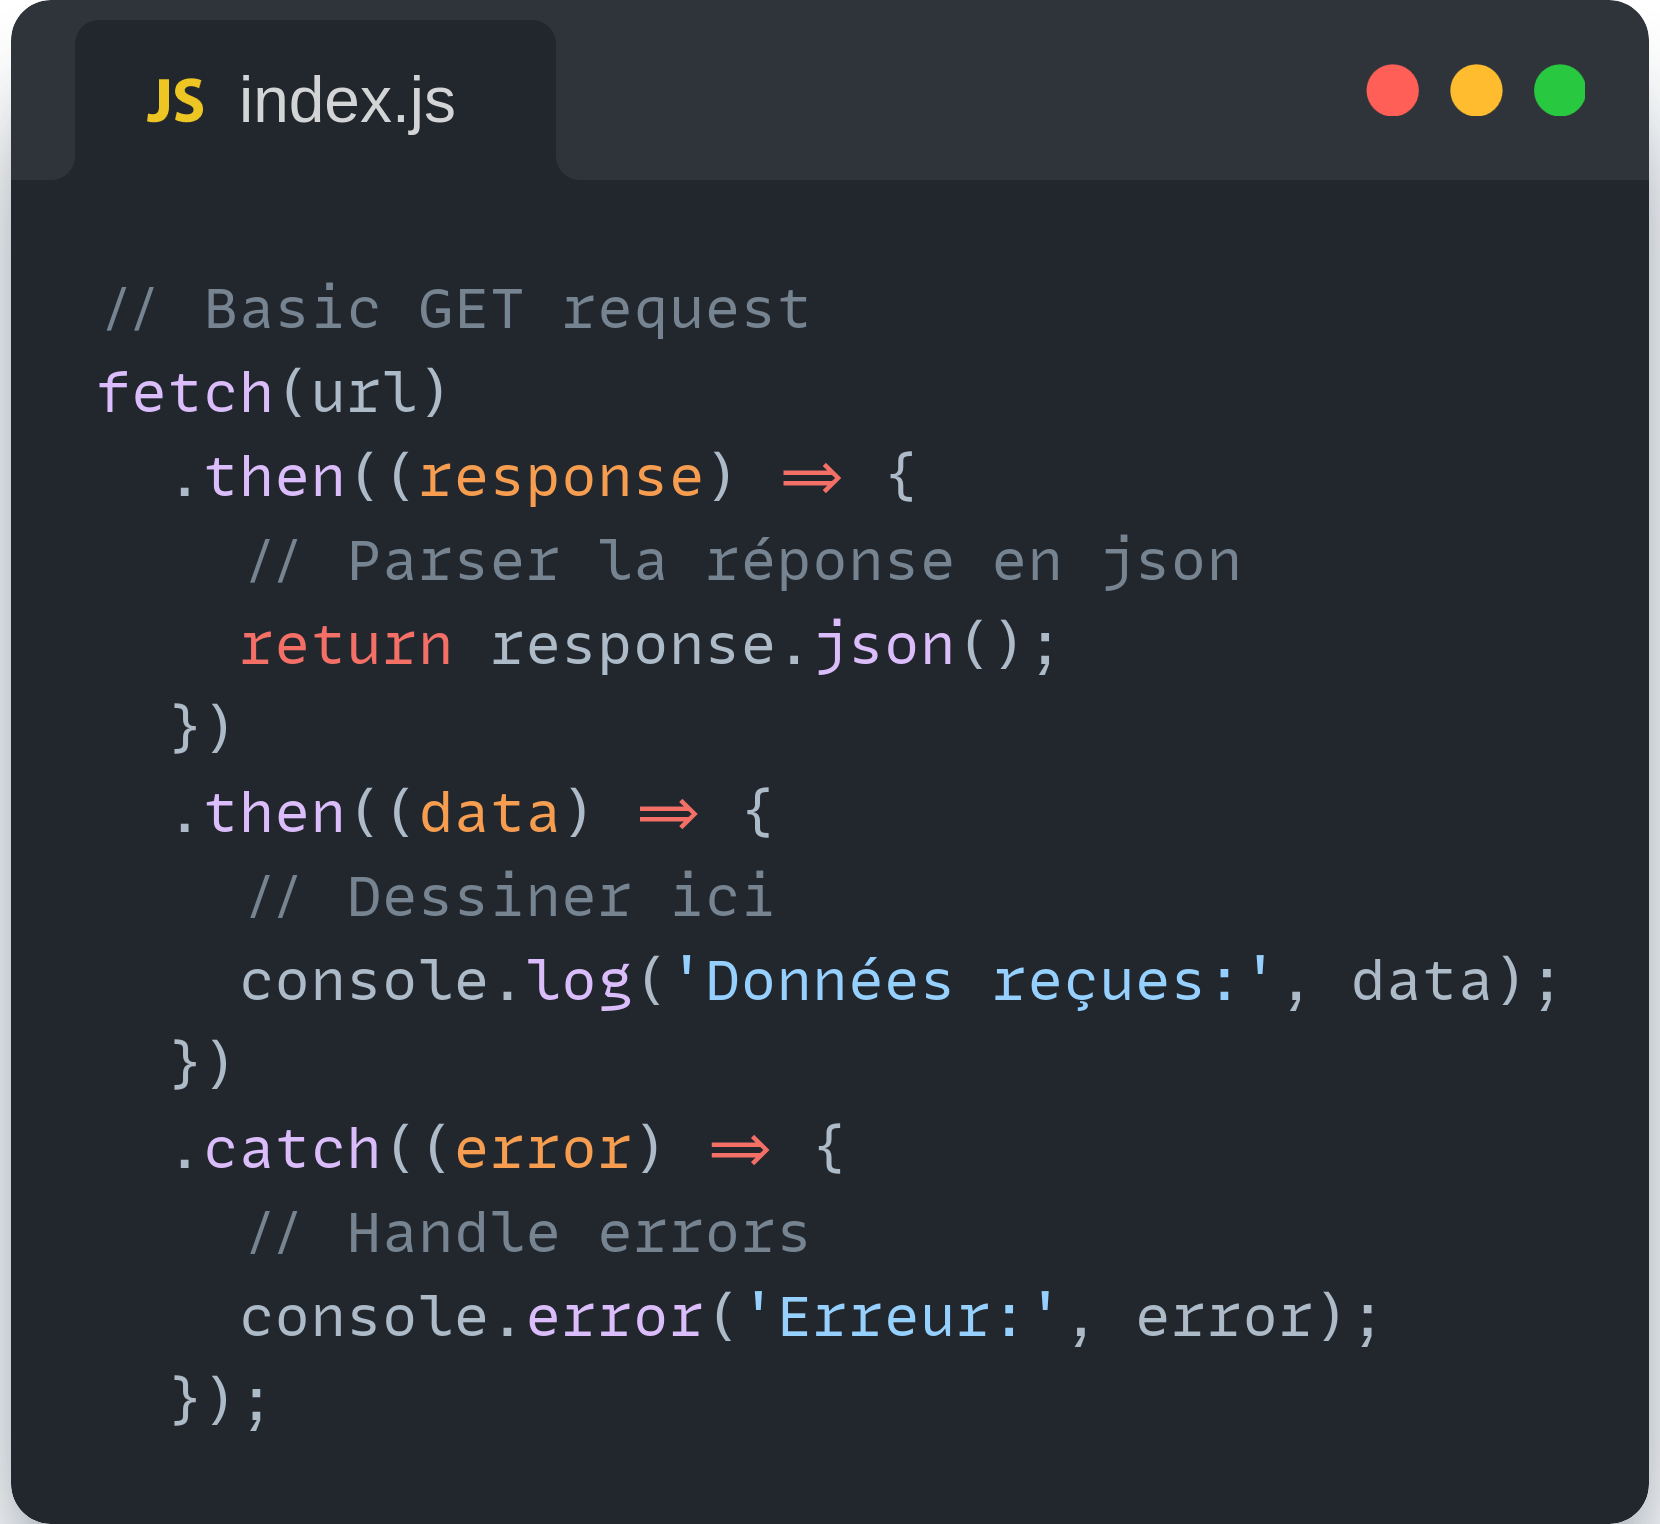 JS index.js
// Basic GET request
fetch(url)
  .then((response) => {
    // Parser la réponse en json
    return response.json();
  })
  .then((data) => {
    // Dessiner ici
    console.log('Données reçues:', data);
  })
  .catch((error) => {
    // Handle errors
    console.error('Erreur:', error);
  });